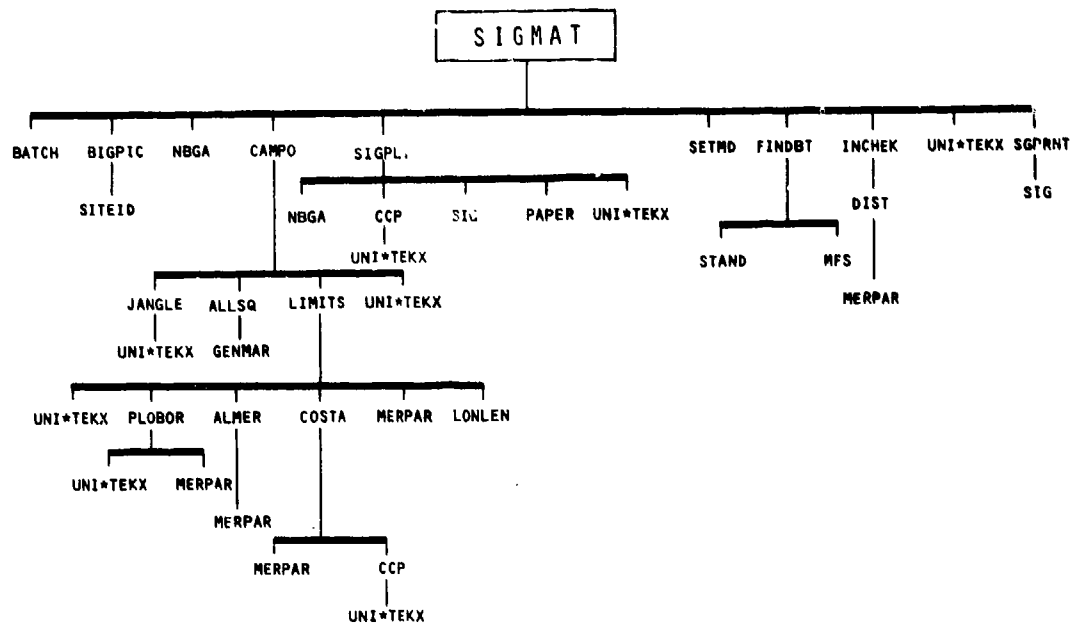 SIGMAT
BATCH BIGPIC NBGA CAMPO SIGPL. SETMD FINDBT INCHEK UNI*TEKX SGPRNT
SITEID NBGA CCP SIG PAPER UNI*TEKX DIST SIG
UNI*TEKX STAND MFS
JANGLE ALLSQ LIMITS UNI*TEKX MERPAR
UNI*TEKX GENMAR
UNI*TEKX PLOBOR ALMER COSTA MERPAR LONLEN
UNI*TEKX MERPAR
MERPAR
MERPAR CCP
UNI*TEKX